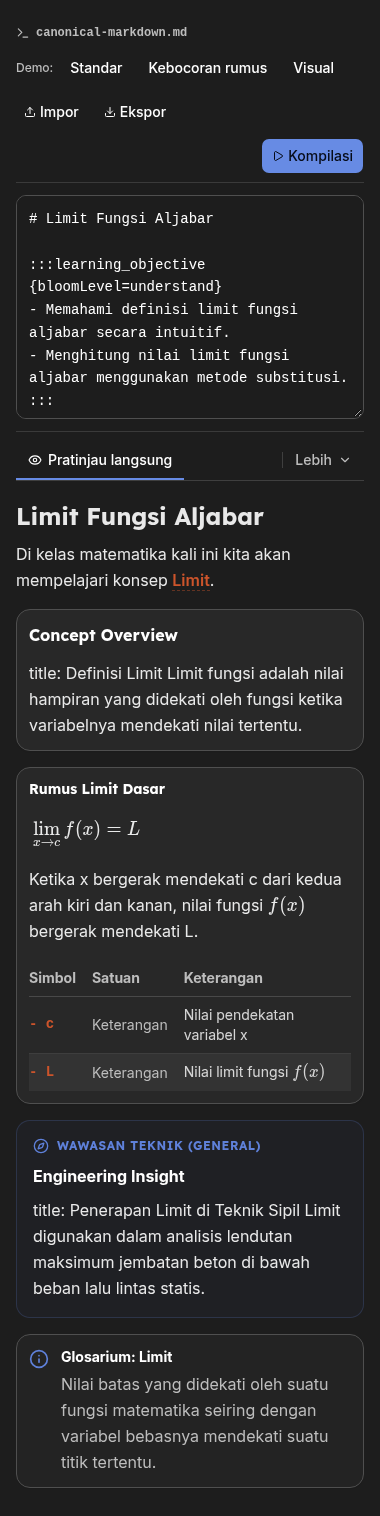 canonical-markdown.md
Demo: Standar Kebocoran rumus Visual
Impor Ekspor
Kompilasi
# Limit Fungsi Aljabar
:::learning_objective
{bloomLevel=understand}
- Memahami definisi limit fungsi
aljabar secara intuitif.
- Menghitung nilai limit fungsi
aljabar menggunakan metode substitusi.
:::
Pratinjau langsung Lebih
Limit Fungsi Aljabar
Di kelas matematika kali ini kita akan
mempelajari konsep Limit.
Concept Overview
title: Definisi Limit Limit fungsi adalah nilai
hampiran yang didekati oleh fungsi ketika
variabelnya mendekati nilai tertentu.
Rumus Limit Dasar
lim f(x) = L
x→c
Ketika x bergerak mendekati c dari kedua
arah kiri dan kanan, nilai fungsi f(x)
bergerak mendekati L.
Simbol Satuan Keterangan
- c Keterangan Nilai pendekatan
variabel x
- L Keterangan Nilai limit fungsi f(x)
WAWASAN TEKNIK (GENERAL)
Engineering Insight
title: Penerapan Limit di Teknik Sipil Limit
digunakan dalam analisis lendutan
maksimum jembatan beton di bawah
beban lalu lintas statis.
Glosarium: Limit
Nilai batas yang didekati oleh suatu
fungsi matematika seiring dengan
variabel bebasnya mendekati suatu
titik tertentu.